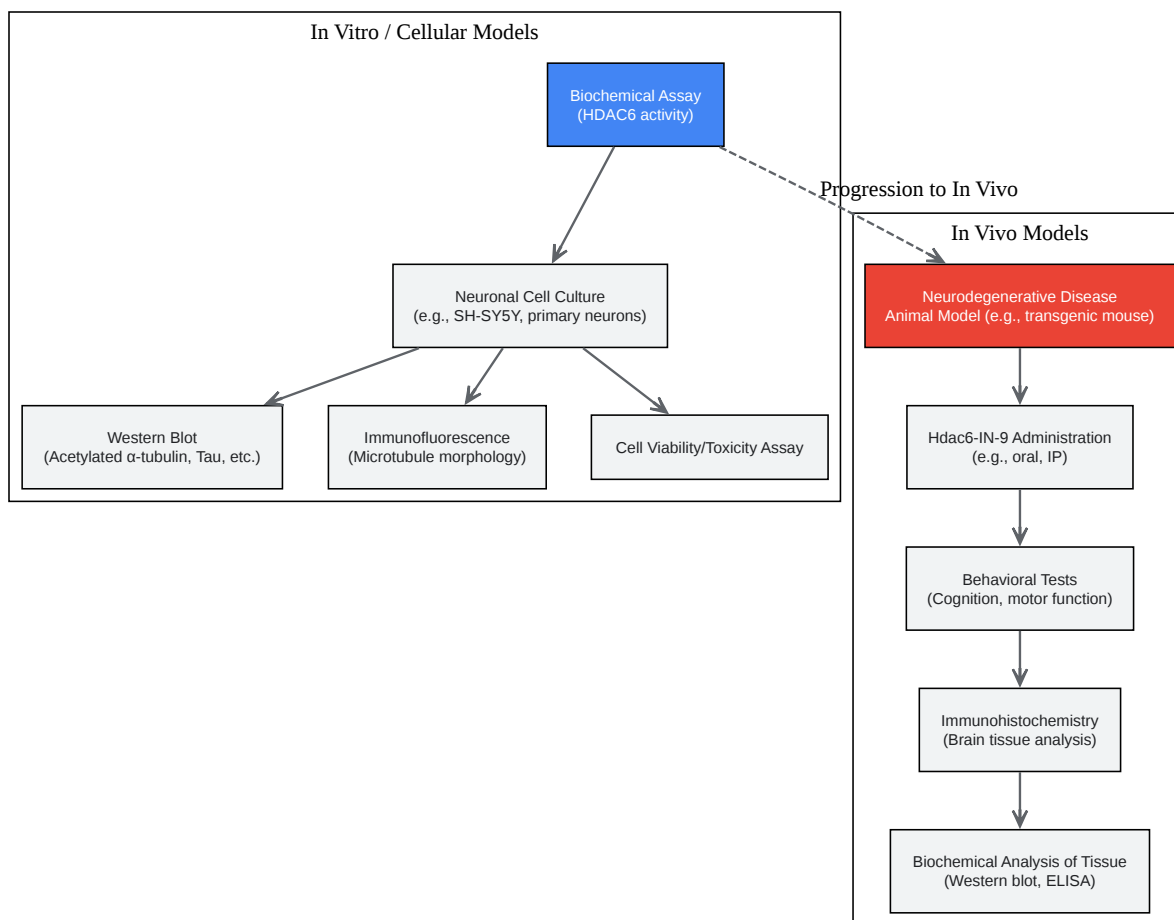 In Vitro / Cellular Models
Biochemical Assay
(HDAC6 activity)
Progression to In Vivo
In Vivo Models
Neuronal Cell Culture
(e.g., SH-SY5Y, primary neurons)
Neurodegenerative Disease
Animal Model (e.g., transgenic mouse)
Western Blot
(Acetylated α-tubulin, Tau, etc.)
Immunofluorescence
(Microtubule morphology)
Cell Viability/Toxicity Assay
Hdac6-IN-9 Administration
(e.g., oral, IP)
Behavioral Tests
(Cognition, motor function)
Immunohistochemistry
(Brain tissue analysis)
Biochemical Analysis of Tissue
(Western blot, ELISA)